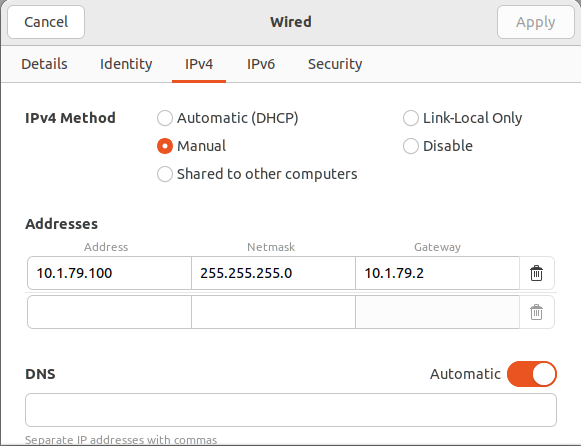 Cancel Wired Apply
Details Identity IPv4 IPv6 Security
IPv4 Method Automatic (DHCP) Link-Local Only
Manual Disable
Shared to other computers
Addresses
Address Netmask Gateway
10.1.79.100 255.255.255.0 10.1.79.2
DNS Automatic
Separate IP addresses with commas